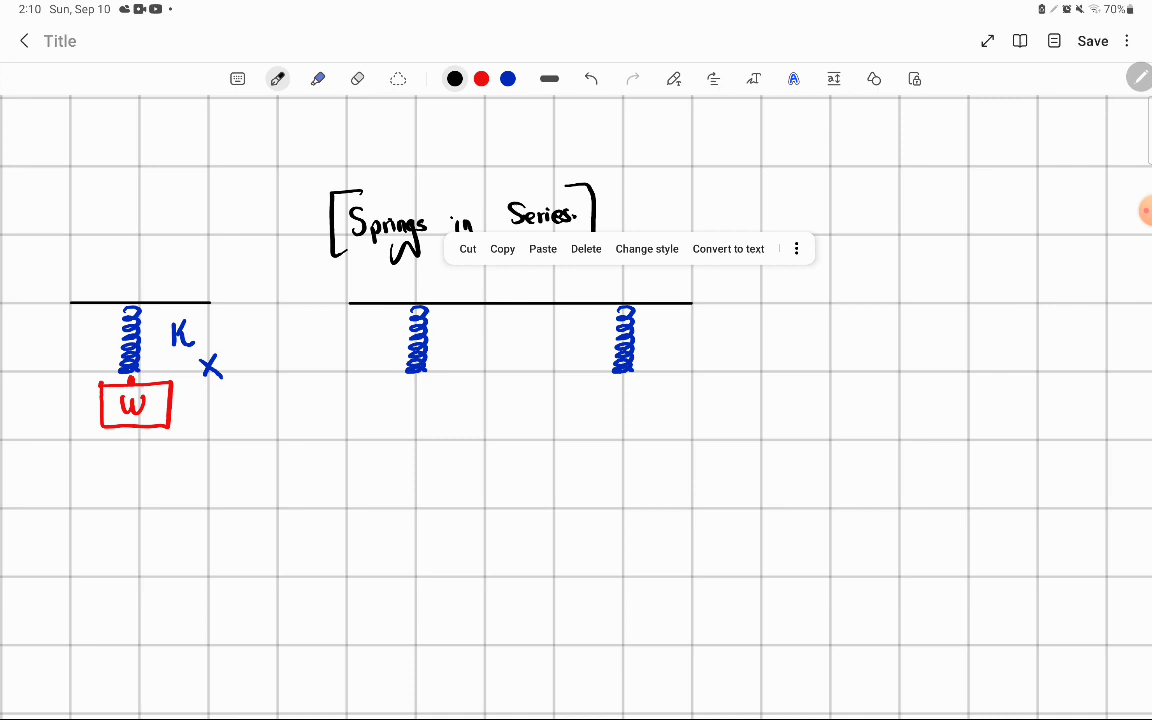 2:10 Sun, Sep 10
70%
Title
Save
[Springs in Series.]
Cut Copy Paste Delete Change style Convert to text
K
X
W